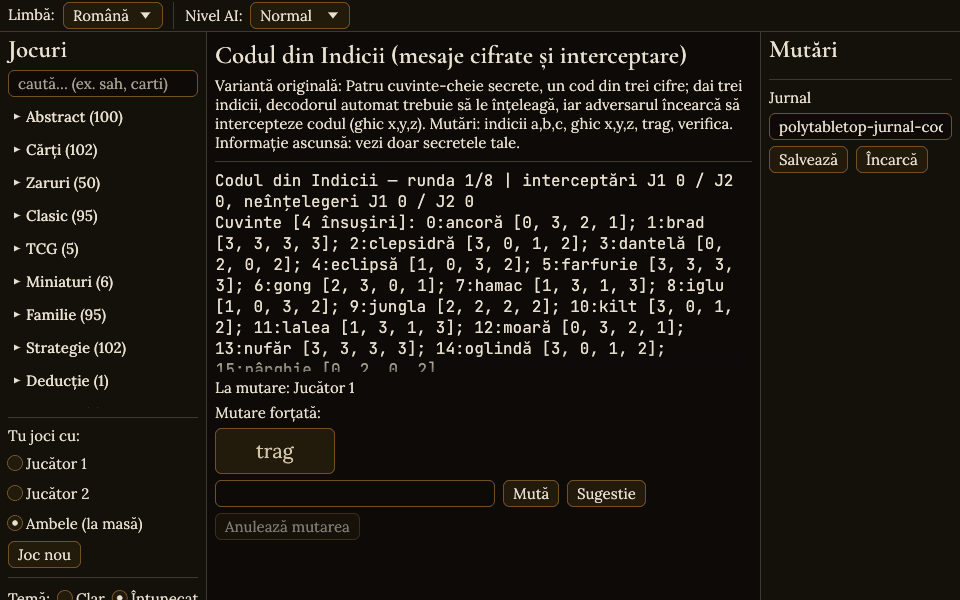 Limbă: Română ▼ Nivel AI: Normal ▼
Jocuri
caută... (ex. sah, carti)
▸ Abstract (100)
▸ Cărți (102)
▸ Zaruri (50)
▸ Clasic (95)
▸ TCG (5)
▸ Miniaturi (6)
▸ Familie (95)
▸ Strategie (102)
▸ Deducție (1)
Tu joci cu:
Jucător 1
Jucător 2
Ambele (la masă)
Joc nou
Temă: Clar Întunecat
Codul din Indicii (mesaje cifrate și interceptare)
Variantă originală: Patru cuvinte-cheie secrete, un cod din trei cifre; dai trei
indicii, decodorul automat trebuie să le înțeleagă, iar adversarul încearcă să
intercepteze codul (ghic x,y,z). Mutări: indicii a,b,c, ghic x,y,z, trag, verifica.
Informație ascunsă: vezi doar secretele tale.
Codul din Indicii — runda 1/8 | interceptări J1 0 / J2
0, neînțelegeri J1 0 / J2 0
Cuvinte [4 însușiri]: 0:ancoră [0, 3, 2, 1]; 1:brad
[3, 3, 3, 3]; 2:clepsidră [3, 0, 1, 2]; 3:dantelă [0,
2, 0, 2]; 4:eclipsă [1, 0, 3, 2]; 5:farfurie [3, 3, 3,
3]; 6:gong [2, 3, 0, 1]; 7:hamac [1, 3, 1, 3]; 8:iglu
[1, 0, 3, 2]; 9:jungla [2, 2, 2, 2]; 10:kilt [3, 0, 1,
2]; 11:lalea [1, 3, 1, 3]; 12:moară [0, 3, 2, 1];
13:nufăr [3, 3, 3, 3]; 14:oglindă [3, 0, 1, 2];
15:nârghie [0, 2, 0, 2]
La mutare: Jucător 1
Mutare forțată:
trag
Mută Sugestie
Anulează mutarea
Mutări
Jurnal
polytabletop-jurnal-coc
Salvează Încarcă